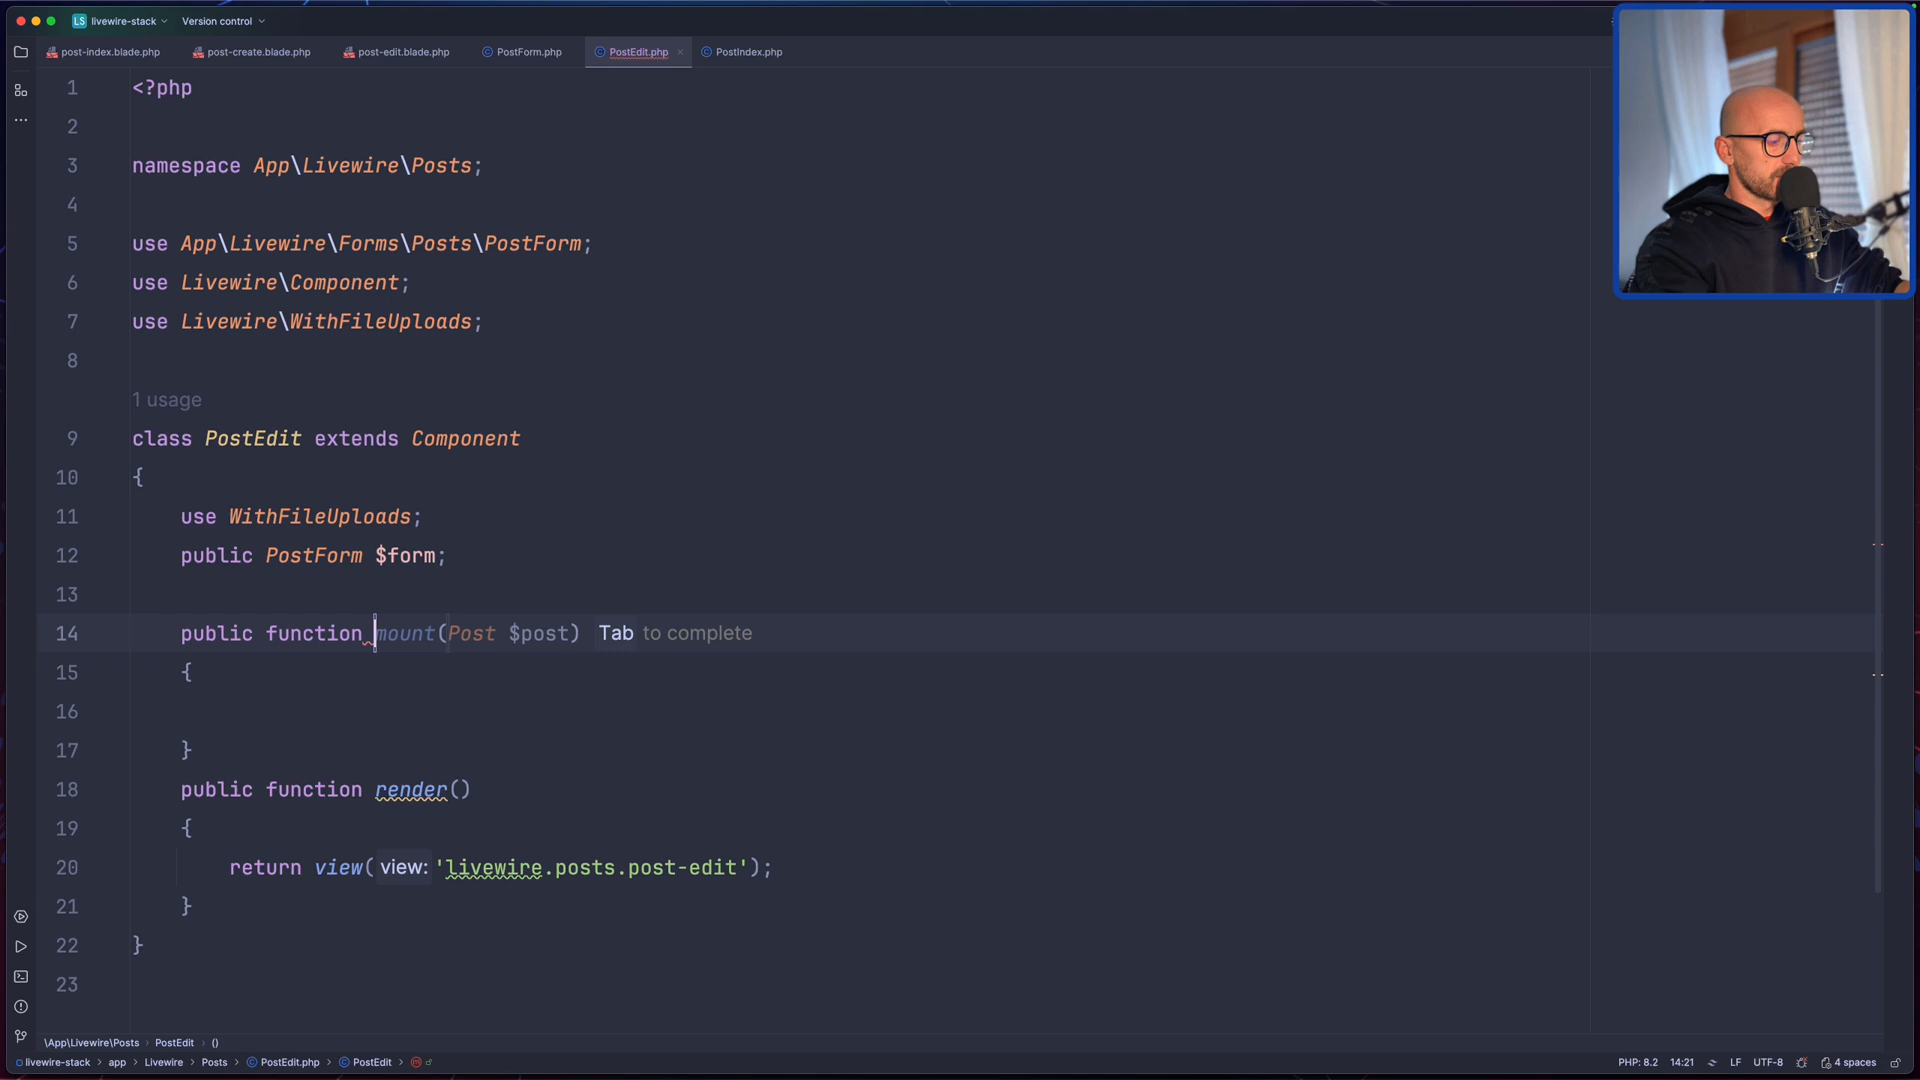 LS livewire-stack Version control
post-index.blade.php post-create.blade.php post-edit.blade.php PostForm.php PostEdit.php PostIndex.php
1 <?php
2
3 namespace App\Livewire\Posts;
4
5 use App\Livewire\Forms\Posts\PostForm;
6 use Livewire\Component;
7 use Livewire\WithFileUploads;
8
1 usage
9 class PostEdit extends Component
10 {
11 use WithFileUploads;
12 public PostForm $form;
13
14 public function mount(Post $post) Tab to complete
15 {
16
17 }
18 public function render()
19 {
20 return view( view: 'livewire.posts.post-edit');
21 }
22 }
23
\App\Livewire\Posts › PostEdit › ()
livewire-stack › app › Livewire › Posts › PostEdit.php › PostEdit › m PHP: 8.2 14:21 LF UTF-8 4 spaces